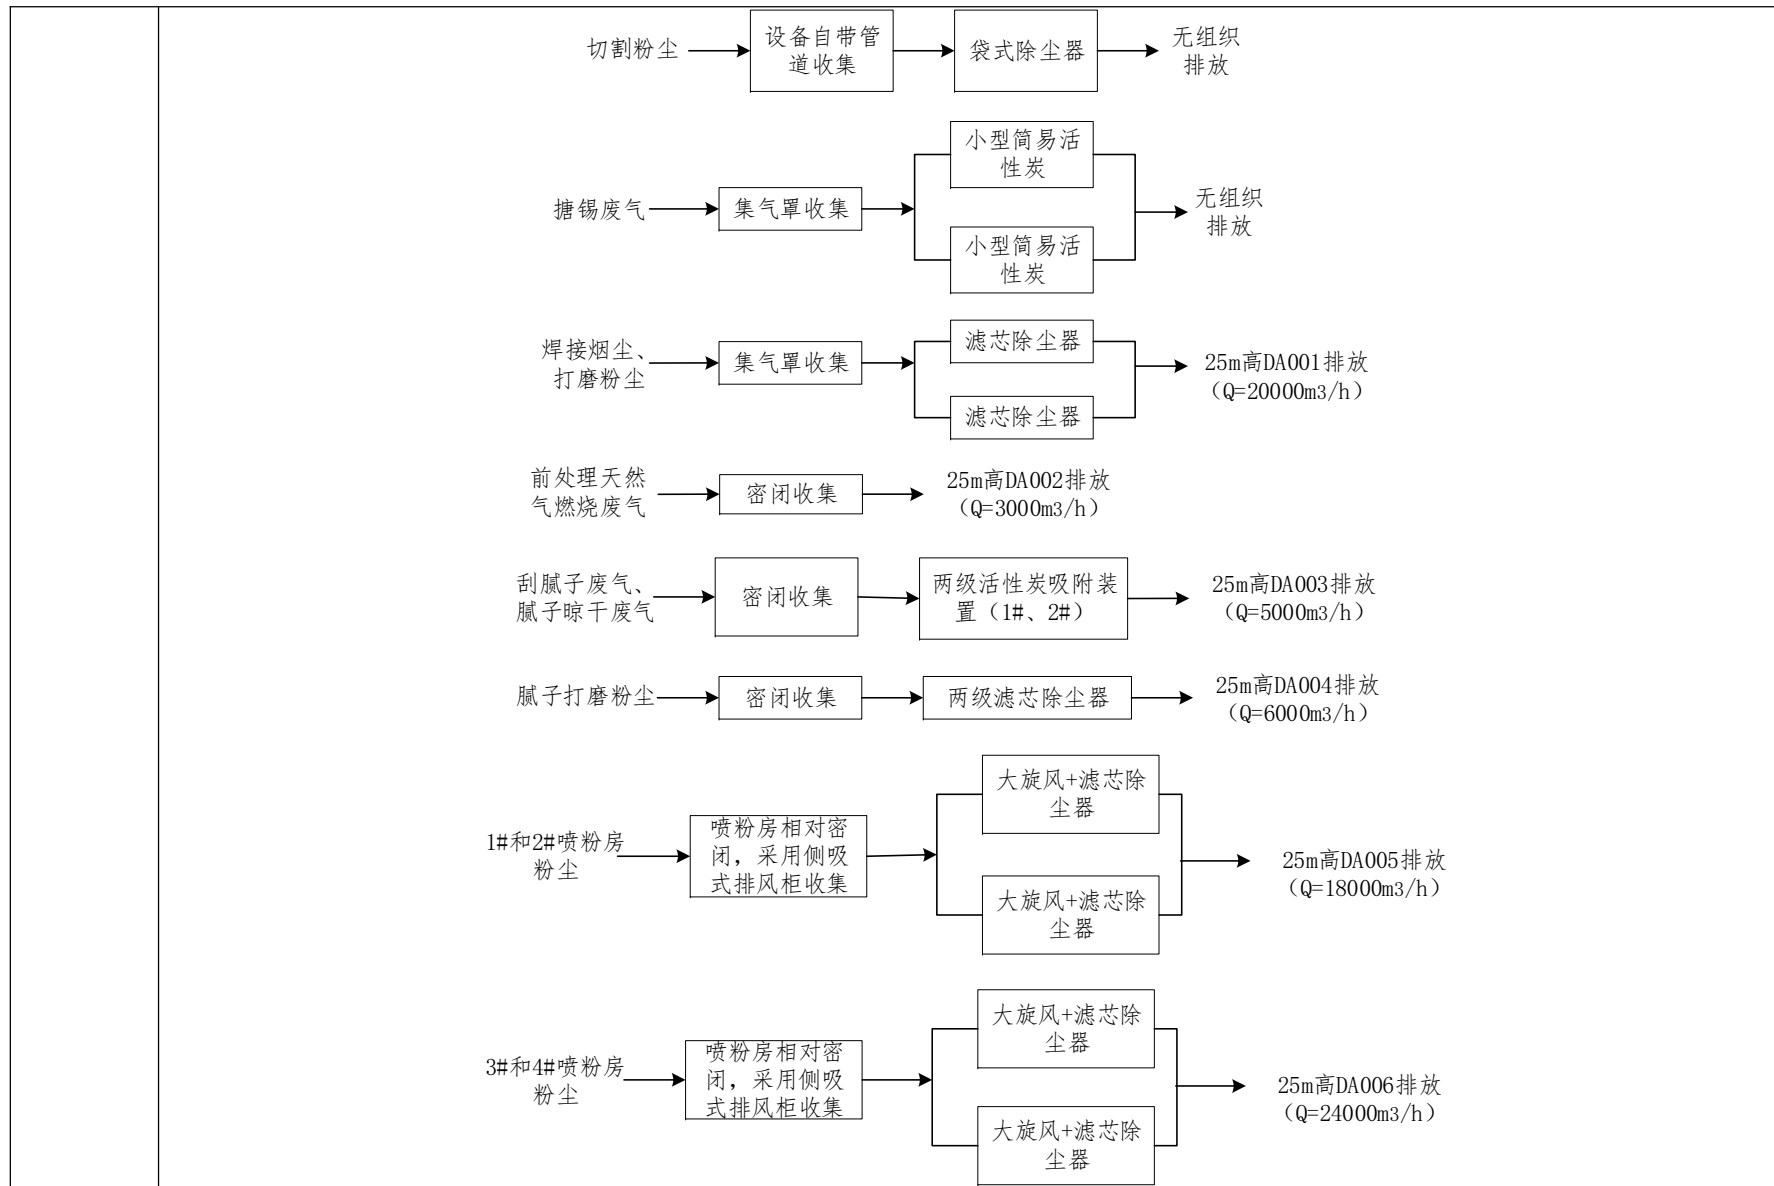 切割粉尘
设备自带管
道收集
袋式除尘器
无组织
排放
搪锡废气
集气罩收集
小型简易活
性炭
小型简易活
性炭
无组织
排放
焊接烟尘、
打磨粉尘
集气罩收集
滤芯除尘器
滤芯除尘器
25m高DA001排放
（Q=20000m3/h）
前处理天然
气燃烧废气
密闭收集
25m高DA002排放
（Q=3000m3/h）
刮腻子废气、
腻子晾干废气
密闭收集
两级活性炭吸附装
置（1#、2#）
25m高DA003排放
（Q=5000m3/h）
腻子打磨粉尘
密闭收集
两级滤芯除尘器
25m高DA004排放
（Q=6000m3/h）
1#和2#喷粉房
粉尘
喷粉房相对密
闭，采用侧吸
式排风柜收集
大旋风+滤芯除
尘器
大旋风+滤芯除
尘器
25m高DA005排放
（Q=18000m3/h）
3#和4#喷粉房
粉尘
喷粉房相对密
闭，采用侧吸
式排风柜收集
大旋风+滤芯除
尘器
大旋风+滤芯除
尘器
25m高DA006排放
（Q=24000m3/h）